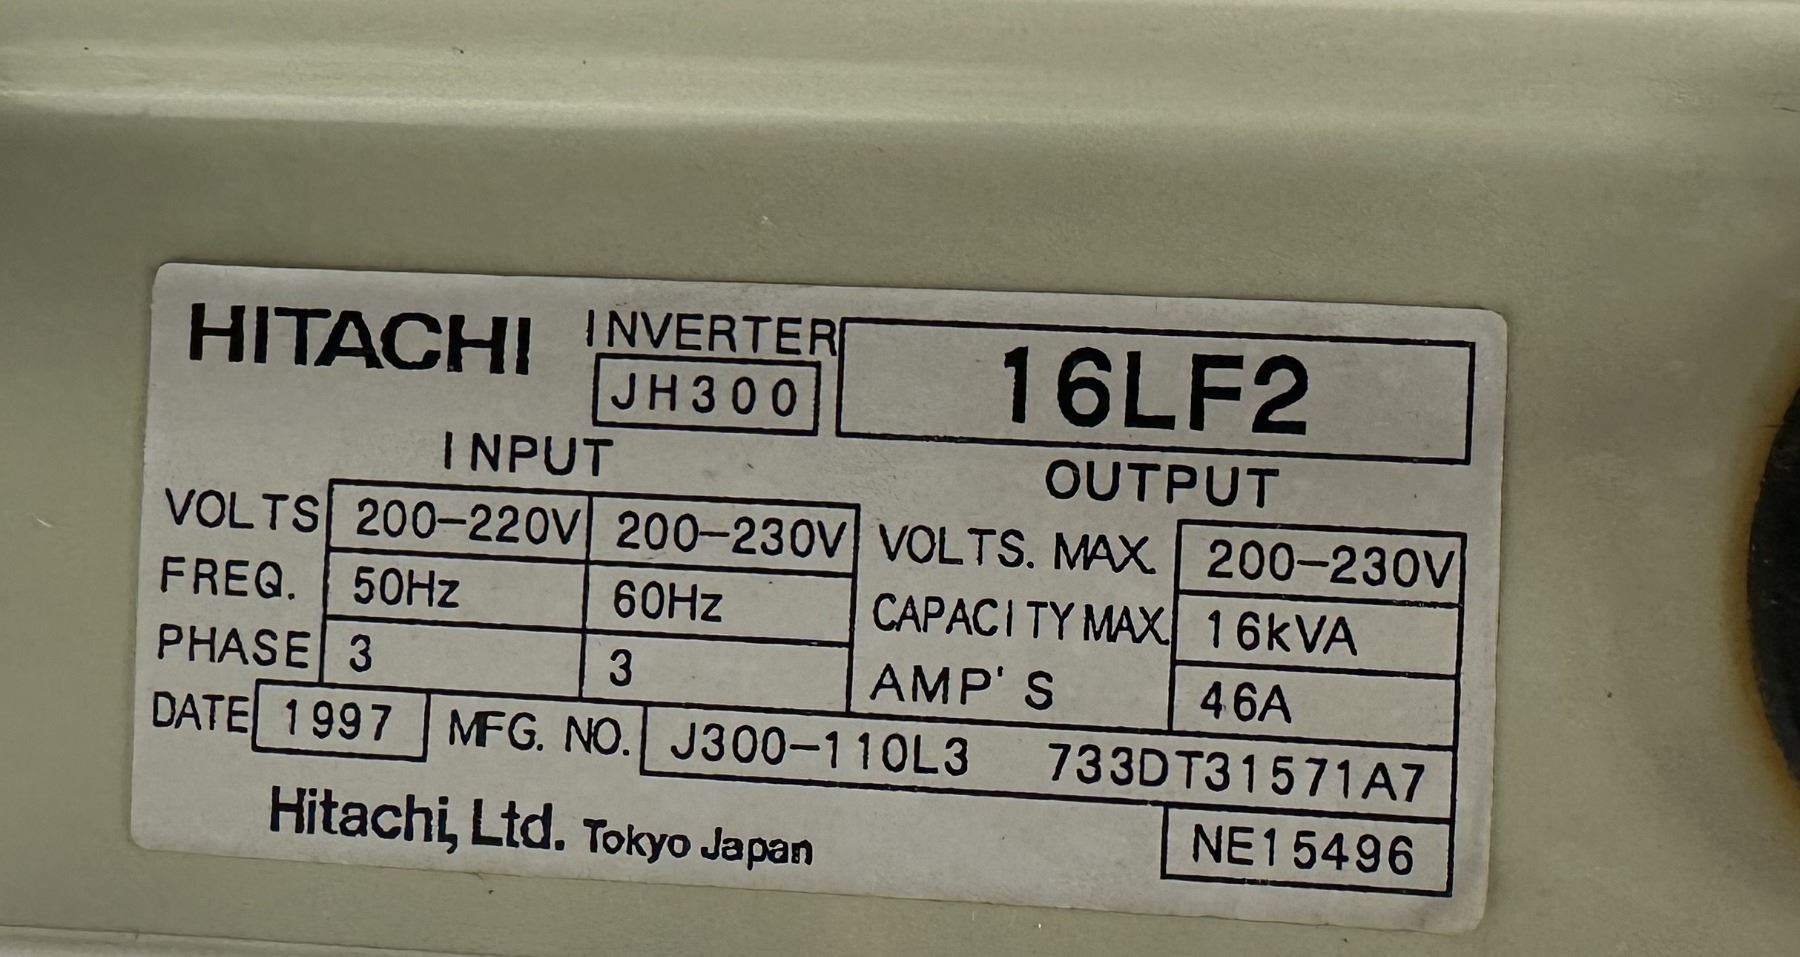 HITACHI INVERTER 16LF2
JH300
INPUT OUTPUT
VOLTS 200-220V 200-230V VOLTS. MAX. 200-230V
FREQ. 50Hz 60Hz CAPACITY MAX. 16kVA
PHASE 3 3 AMP'S 46A
DATE 1997 MFG. NO. J300-110L3 733DT31571A7
Hitachi, Ltd. Tokyo Japan NE15496